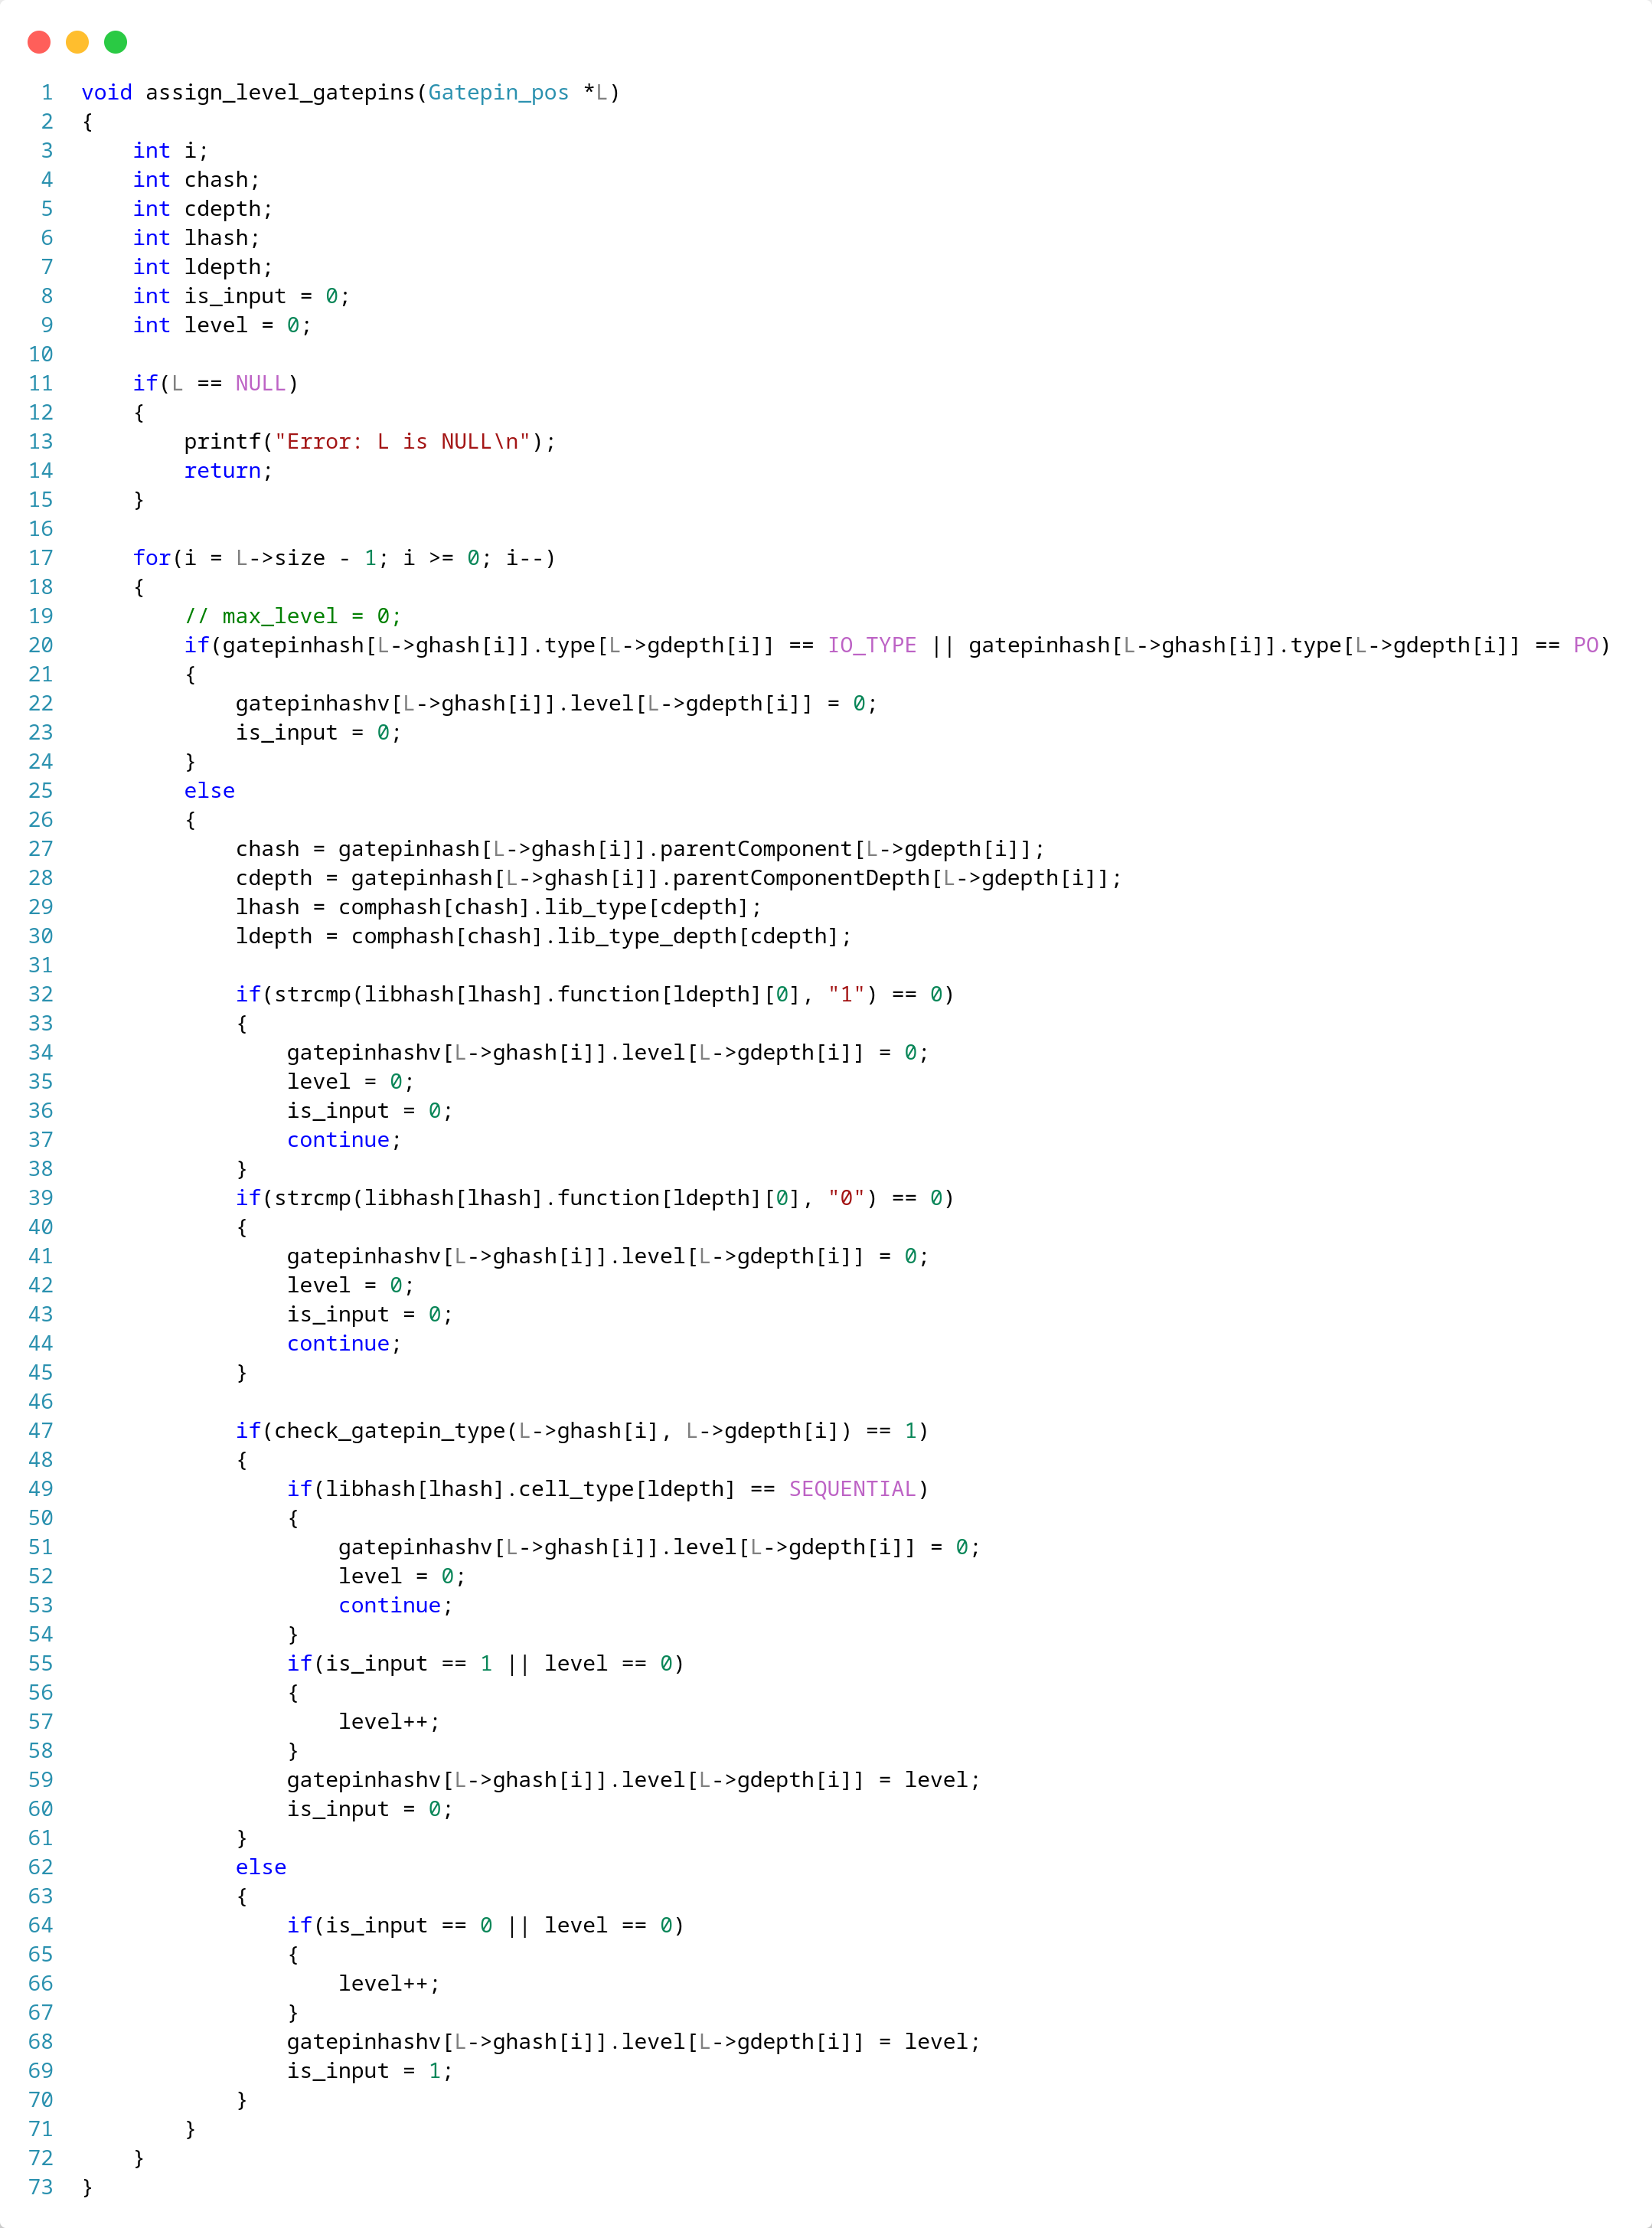 1 void assign_level_gatepins(Gatepin_pos *L)
2 {
3     int i;
4     int chash;
5     int cdepth;
6     int lhash;
7     int ldepth;
8     int is_input = 0;
9     int level = 0;
10
11     if(L == NULL)
12     {
13         printf("Error: L is NULL\n");
14         return;
15     }
16
17     for(i = L->size - 1; i >= 0; i--)
18     {
19         // max_level = 0;
20         if(gatepinhash[L->ghash[i]].type[L->gdepth[i]] == IO_TYPE || gatepinhash[L->ghash[i]].type[L->gdepth[i]] == PO)
21         {
22             gatepinhashv[L->ghash[i]].level[L->gdepth[i]] = 0;
23             is_input = 0;
24         }
25         else
26         {
27             chash = gatepinhash[L->ghash[i]].parentComponent[L->gdepth[i]];
28             cdepth = gatepinhash[L->ghash[i]].parentComponentDepth[L->gdepth[i]];
29             lhash = comphash[chash].lib_type[cdepth];
30             ldepth = comphash[chash].lib_type_depth[cdepth];
31
32             if(strcmp(libhash[lhash].function[ldepth][0], "1") == 0)
33             {
34                 gatepinhashv[L->ghash[i]].level[L->gdepth[i]] = 0;
35                 level = 0;
36                 is_input = 0;
37                 continue;
38             }
39             if(strcmp(libhash[lhash].function[ldepth][0], "0") == 0)
40             {
41                 gatepinhashv[L->ghash[i]].level[L->gdepth[i]] = 0;
42                 level = 0;
43                 is_input = 0;
44                 continue;
45             }
46
47             if(check_gatepin_type(L->ghash[i], L->gdepth[i]) == 1)
48             {
49                 if(libhash[lhash].cell_type[ldepth] == SEQUENTIAL)
50                 {
51                     gatepinhashv[L->ghash[i]].level[L->gdepth[i]] = 0;
52                     level = 0;
53                     continue;
54                 }
55                 if(is_input == 1 || level == 0)
56                 {
57                     level++;
58                 }
59                 gatepinhashv[L->ghash[i]].level[L->gdepth[i]] = level;
60                 is_input = 0;
61             }
62             else
63             {
64                 if(is_input == 0 || level == 0)
65                 {
66                     level++;
67                 }
68                 gatepinhashv[L->ghash[i]].level[L->gdepth[i]] = level;
69                 is_input = 1;
70             }
71         }
72     }
73 }